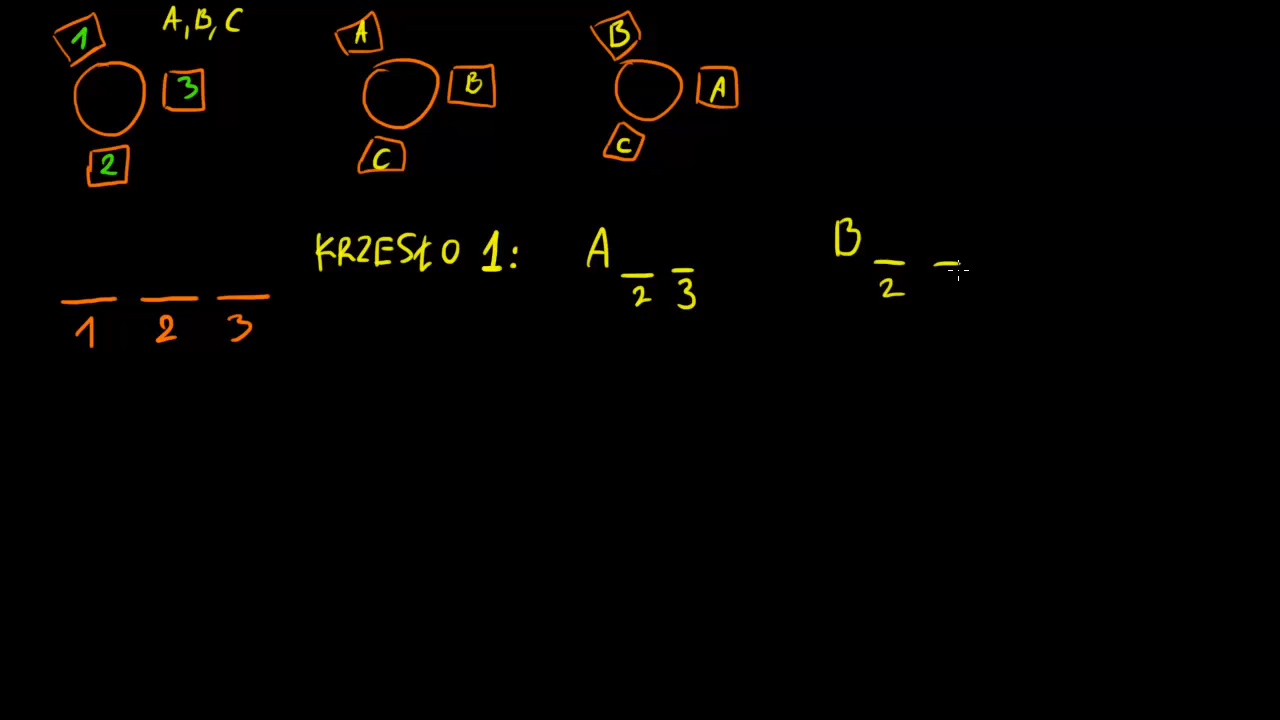 1 A, B, C A B
3 B A
2 C C
KRZESŁO 1: A B
2 3 2
1 2 3